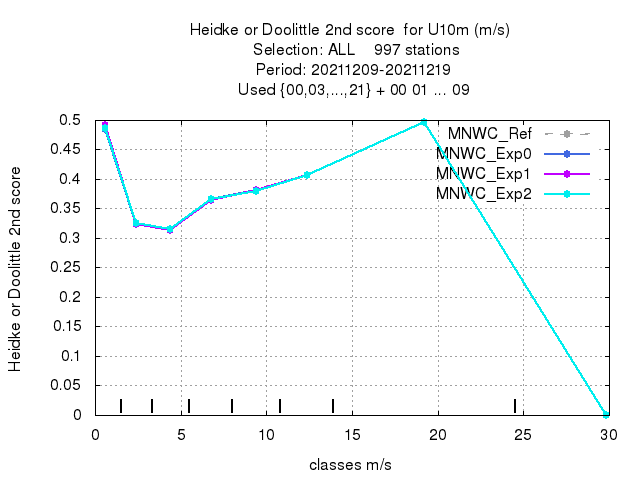 Heidke or Doolittle 2nd score  for U10m (m/s)
Selection: ALL    997 stations
Period: 20211209-20211219
Used {00,03,...,21} + 00 01 ... 09
Heidke or Doolittle 2nd score
0.5
0.45
0.4
0.35
0.3
0.25
0.2
0.15
0.1
0.05
0
MNWC_Ref
MNWC_Exp0
MNWC_Exp1
MNWC_Exp2
0 5 10 15 20 25 30
classes m/s